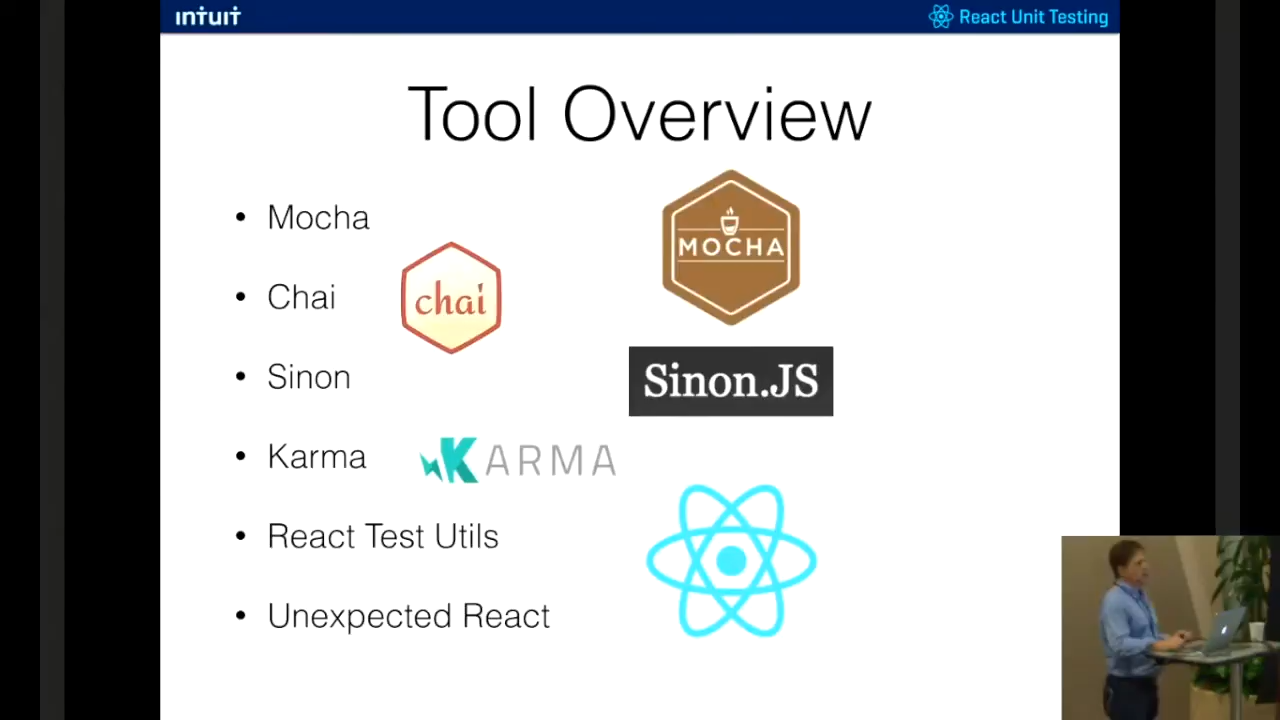 intuit
React Unit Testing
Tool Overview
• Mocha
MOCHA
• Chai
chai
• Sinon
Sinon.JS
• Karma
KARMA
• React Test Utils
• Unexpected React